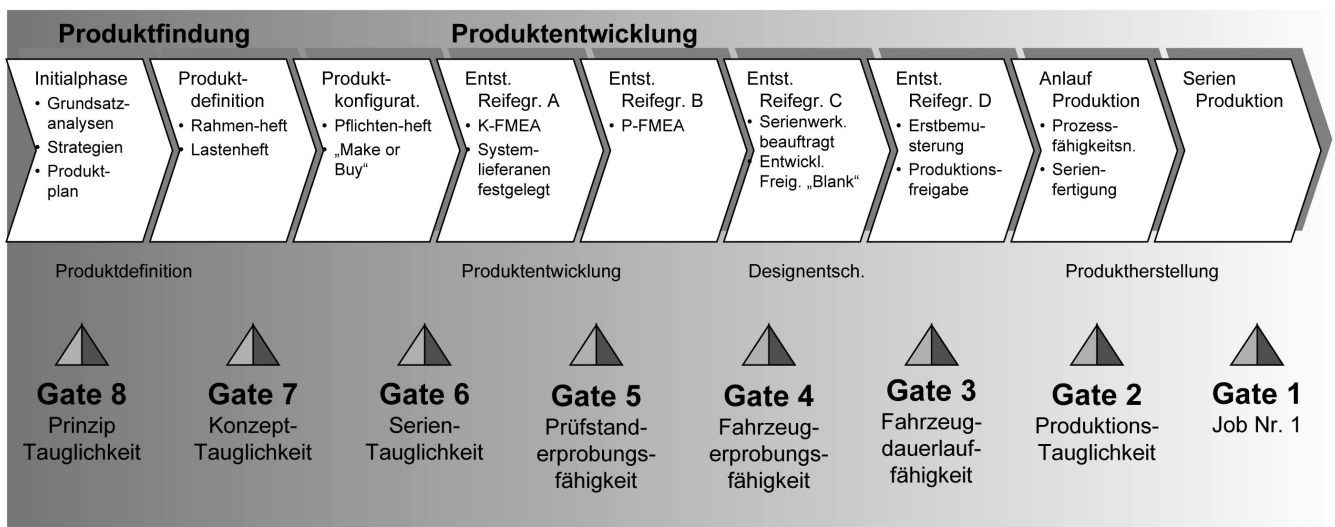 Produktfindung
Produktentwicklung
Initialphase
• Grundsatz-
analysen
• Strategien
• Produkt-
plan
Produkt-
definition
• Rahmen-heft
• Lastenheft
Produkt-
konfigurat.
• Pflichten-heft
• „Make or
Buy“
Entst.
Reifegr. A
• K-FMEA
• System-
lieferanen
festgelegt
Entst.
Reifegr. B
• P-FMEA
Entst.
Reifegr. C
• Serienwerk.
beauftragt
• Entwickl.
Freig. „Blank“
Entst.
Reifegr. D
• Erstbemu-
sterung
• Produktions-
freigabe
Anlauf
Produktion
• Prozess-
fähigkeitsn.
• Serien-
fertigung
Serien
Produktion
Produktdefinition
Produktentwicklung
Designentsch.
Produktherstellung
Gate 8
Prinzip
Tauglichkeit
Gate 7
Konzept-
Tauglichkeit
Gate 6
Serien-
Tauglichkeit
Gate 5
Prüfstand-
erprobungs-
fähigkeit
Gate 4
Fahrzeug-
erprobungs-
fähigkeit
Gate 3
Fahrzeug-
dauerlauf-
fähigkeit
Gate 2
Produktions-
Tauglichkeit
Gate 1
Job Nr. 1